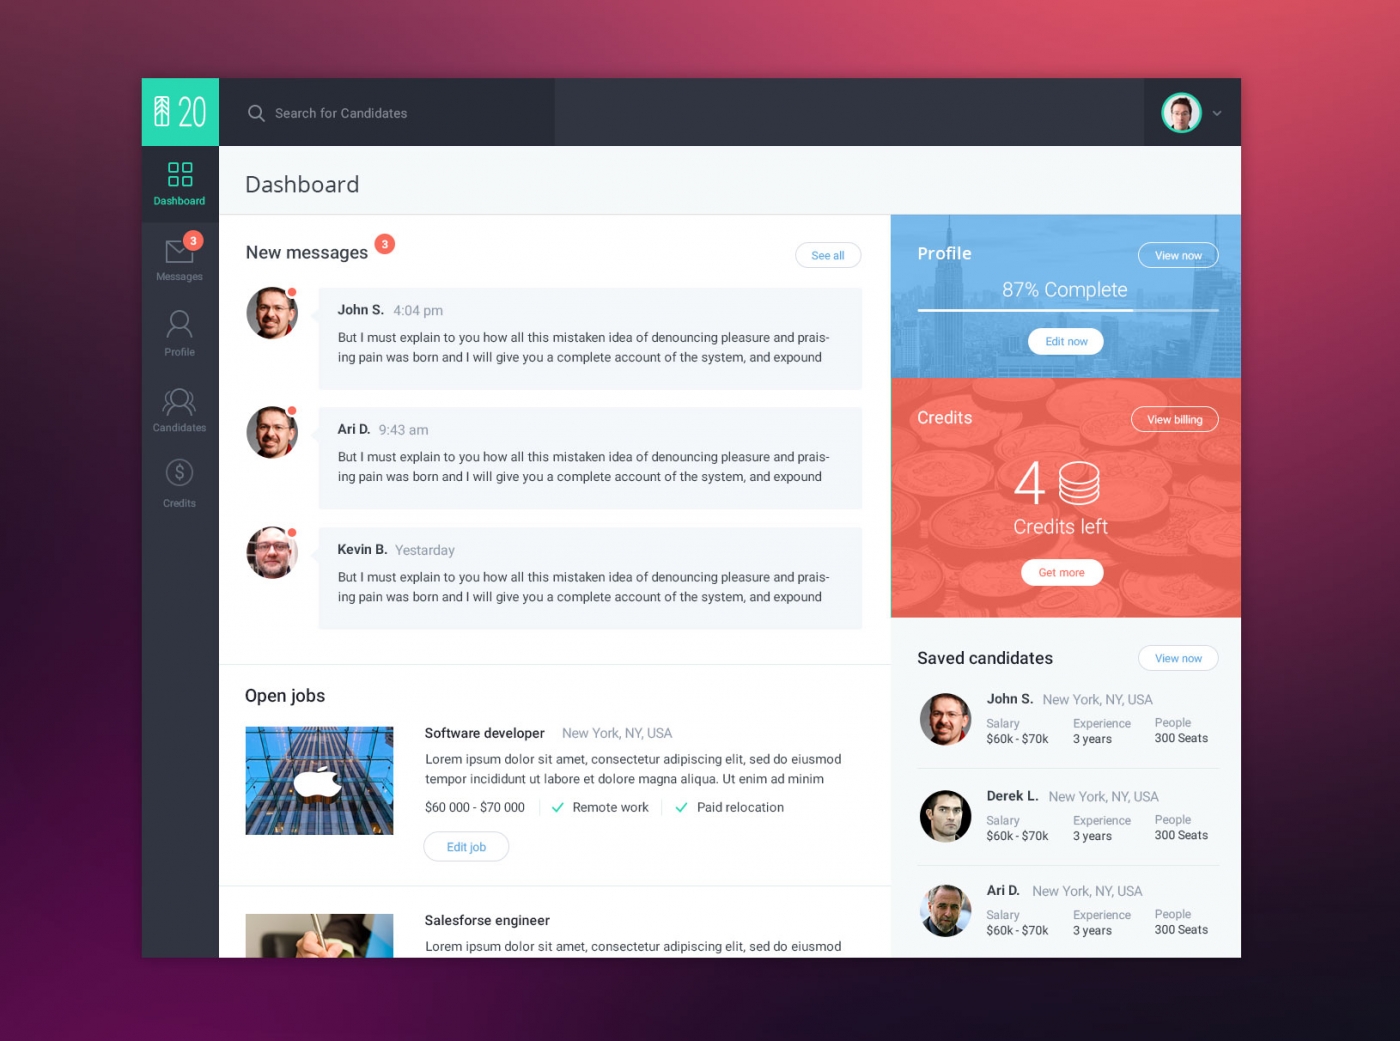 20
Search for Candidates
Dashboard
3
Messages
Profile
Candidates
Credits
Dashboard
New messages 3
See all
John S. 4:04 pm
But I must explain to you how all this mistaken idea of denouncing pleasure and prais-
ing pain was born and I will give you a complete account of the system, and expound
Ari D. 9:43 am
But I must explain to you how all this mistaken idea of denouncing pleasure and prais-
ing pain was born and I will give you a complete account of the system, and expound
Kevin B. Yestarday
But I must explain to you how all this mistaken idea of denouncing pleasure and prais-
ing pain was born and I will give you a complete account of the system, and expound
Open jobs
Software developer New York, NY, USA
Lorem ipsum dolor sit amet, consectetur adipiscing elit, sed do eiusmod
tempor incididunt ut labore et dolore magna aliqua. Ut enim ad minim
$60 000 - $70 000 Remote work Paid relocation
Edit job
Salesforse engineer
Lorem ipsum dolor sit amet, consectetur adipiscing elit, sed do eiusmod
Profile
View now
87% Complete
Edit now
Credits
View billing
4
Credits left
Get more
Saved candidates
View now
John S. New York, NY, USA
Salary Experience People
$60k - $70k 3 years 300 Seats
Derek L. New York, NY, USA
Salary Experience People
$60k - $70k 3 years 300 Seats
Ari D. New York, NY, USA
Salary Experience People
$60k - $70k 3 years 300 Seats